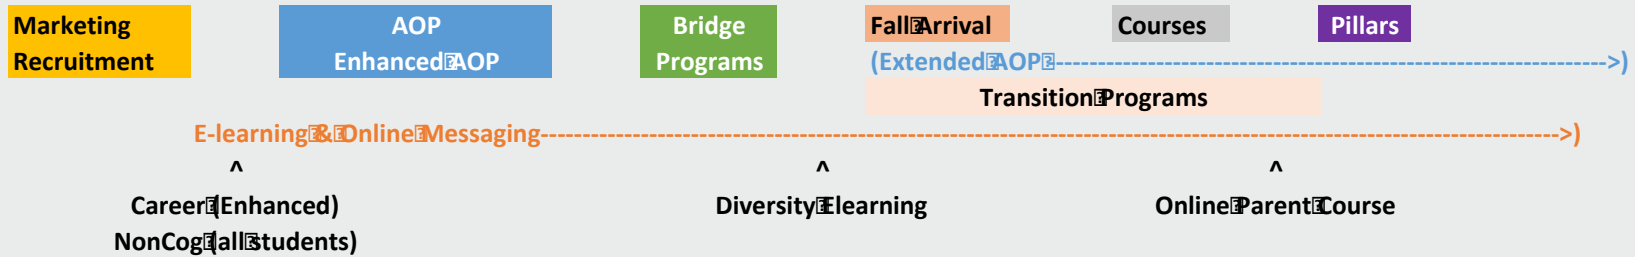 Marketing AOP Bridge Fall Arrival Courses Pillars
Recruitment Enhanced AOP Programs (Extended AOP ------------------------------------------------------------------>)
Transition Programs
E-learning & Online Messaging---------------------------------------------------------------------------------------------------------------->)
^ ^ ^
Career (Enhanced) Diversity Elearning Online Parent Course
NonCog (all students)